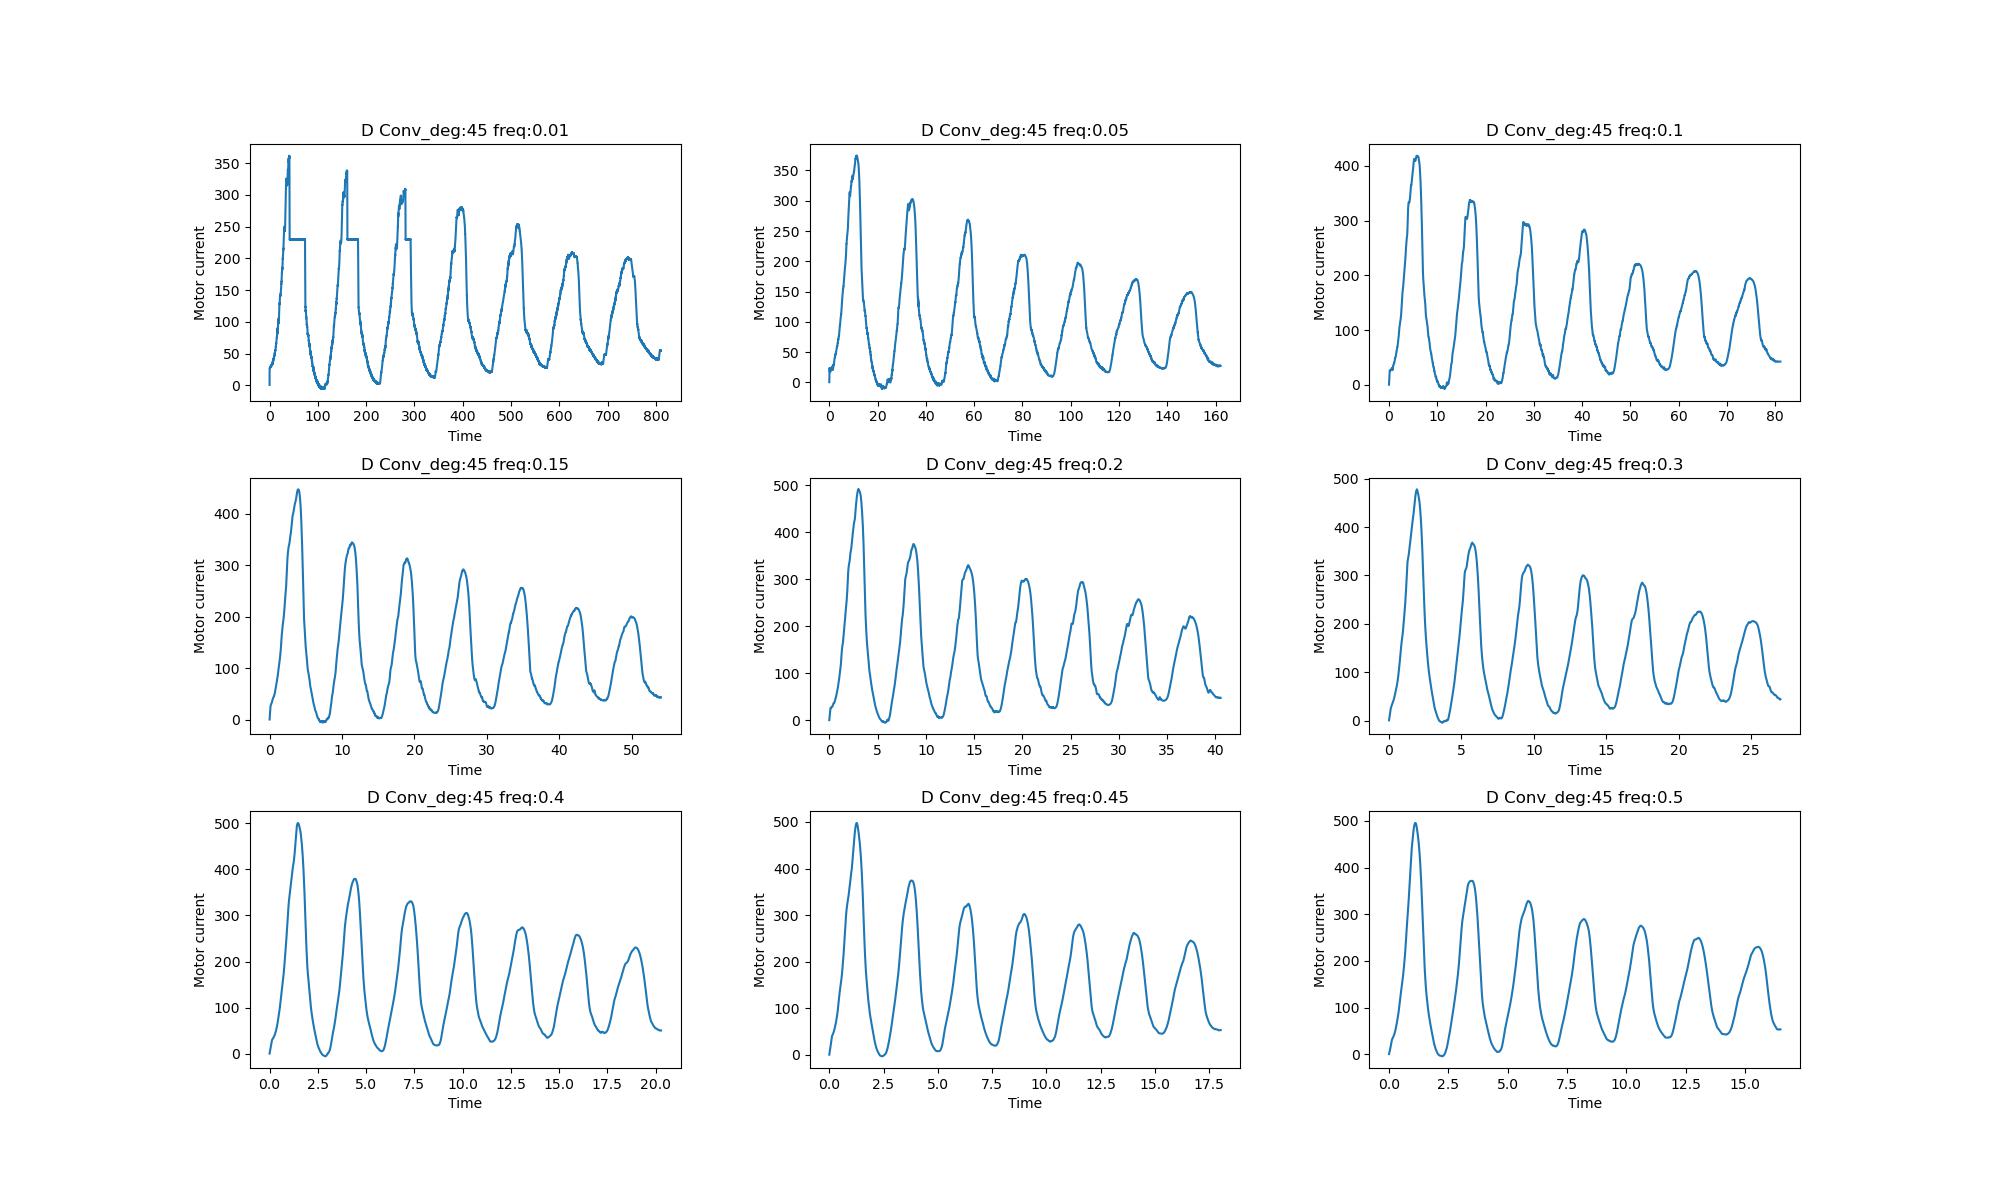 D Conv_deg:45 freq:0.01
D Conv_deg:45 freq:0.05
D Conv_deg:45 freq:0.1
Motor current
350
300
250
200
150
100
50
0
0 100 200 300 400 500 600 700 800
Time
Motor current
350
300
250
200
150
100
50
0
0 20 40 60 80 100 120 140 160
Time
Motor current
400
300
200
100
0
0 10 20 30 40 50 60 70 80
Time
D Conv_deg:45 freq:0.15
D Conv_deg:45 freq:0.2
D Conv_deg:45 freq:0.3
Motor current
400
300
200
100
0
0 10 20 30 40 50
Time
Motor current
500
400
300
200
100
0
0 5 10 15 20 25 30 35 40
Time
Motor current
500
400
300
200
100
0
0 5 10 15 20 25
Time
D Conv_deg:45 freq:0.4
D Conv_deg:45 freq:0.45
D Conv_deg:45 freq:0.5
Motor current
500
400
300
200
100
0
0.0 2.5 5.0 7.5 10.0 12.5 15.0 17.5 20.0
Time
Motor current
500
400
300
200
100
0
0.0 2.5 5.0 7.5 10.0 12.5 15.0 17.5
Time
Motor current
500
400
300
200
100
0
0.0 2.5 5.0 7.5 10.0 12.5 15.0
Time